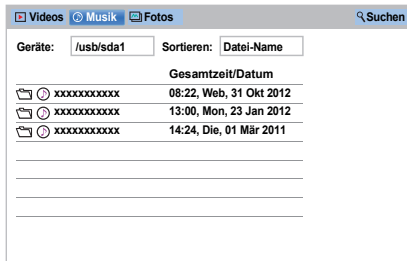 Videos Musik Fotos Suchen
Geräte: /usb/sda1 Sortieren: Datei-Name
Gesamtzeit/Datum
xxxxxxxxxxx 08:22, Web, 31 Okt 2012
xxxxxxxxxxx 13:00, Mon, 23 Jan 2012
xxxxxxxxxxx 14:24, Die, 01 Mär 2011